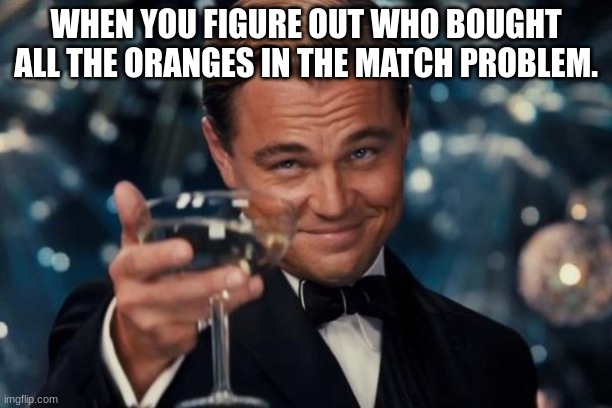 WHEN YOU FIGURE OUT WHO BOUGHT
ALL THE ORANGES IN THE MATCH PROBLEM.
imgflip.com